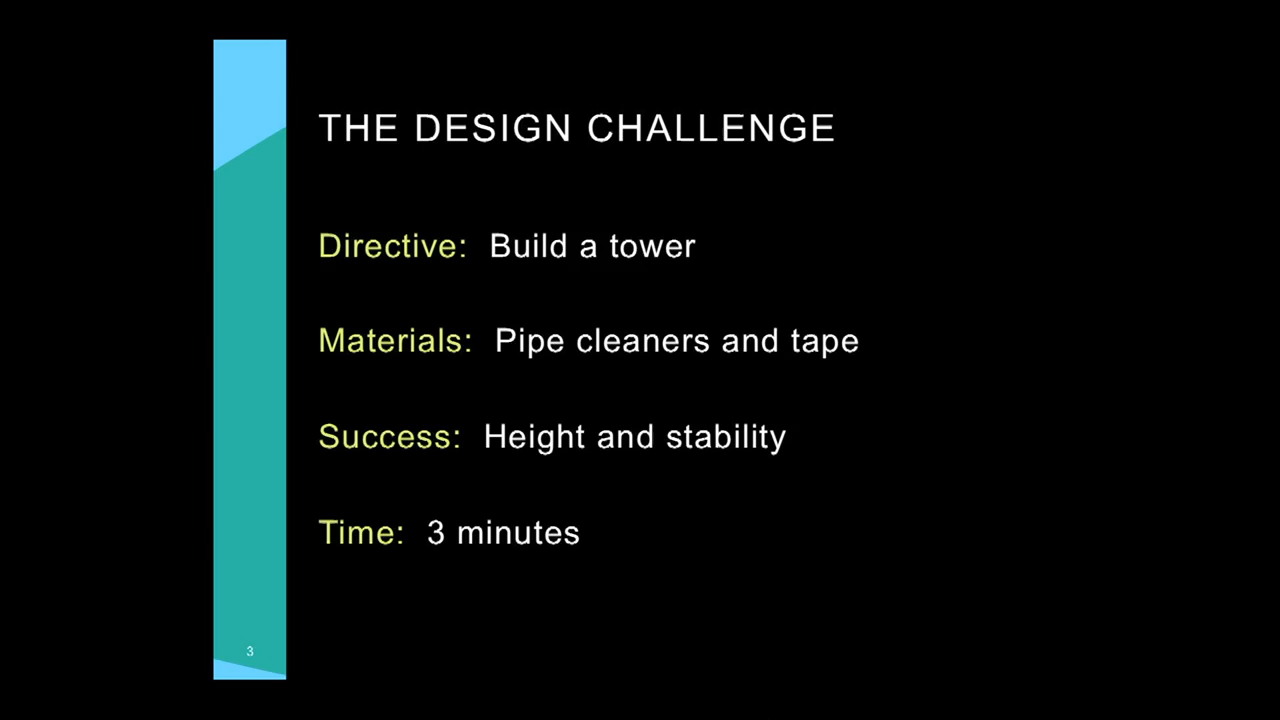 THE DESIGN CHALLENGE
Directive: Build a tower
Materials: Pipe cleaners and tape
Success: Height and stability
Time: 3 minutes
3